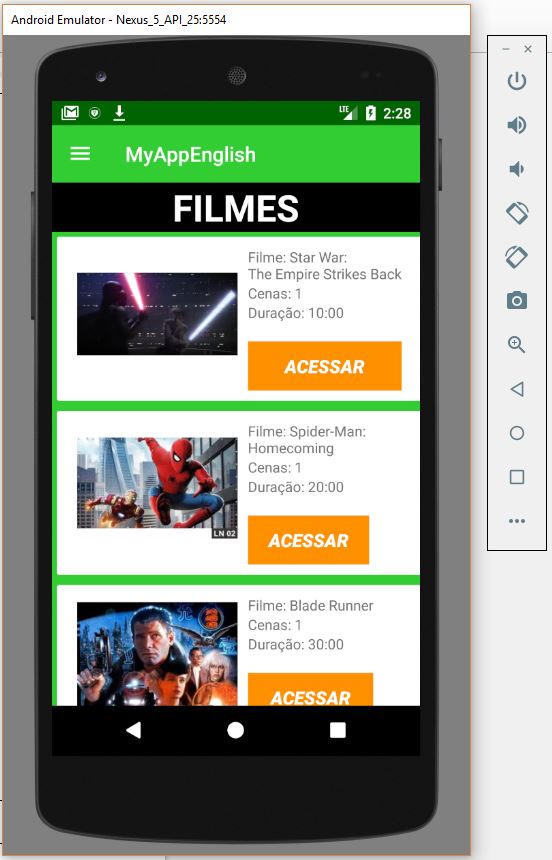 Android Emulator - Nexus_5_API_25:5554
LTE 2:28
MyAppEnglish
FILMES
Filme: Star War:
The Empire Strikes Back
Cenas: 1
Duração: 10:00
ACESSAR
Filme: Spider-Man:
Homecoming
Cenas: 1
Duração: 20:00
LN 02
ACESSAR
Filme: Blade Runner
Cenas: 1
Duração: 30:00
ACESSAR